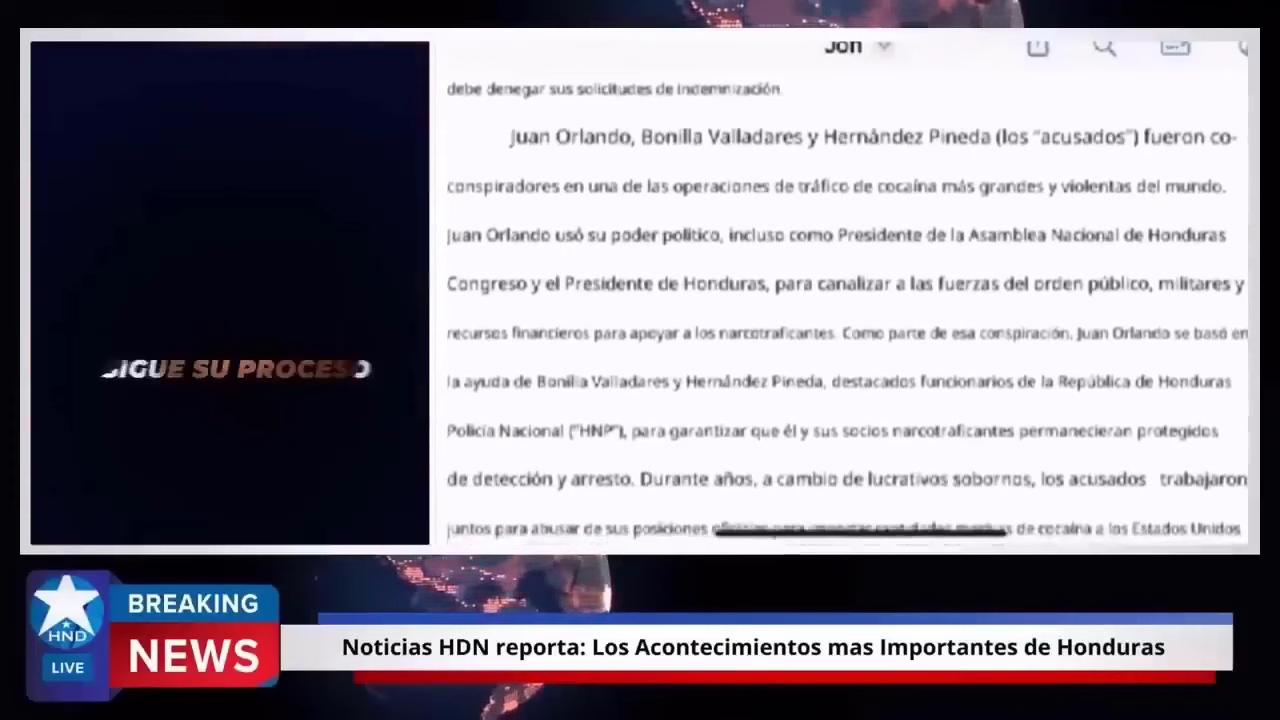 Jon
debe denegar sus solicitudes de indemnización.
Juan Orlando, Bonilla Valladares y Hernández Pineda (los "acusados") fueron co-
conspiradores en una de las operaciones de tráfico de cocaína más grandes y violentas del mundo.
Juan Orlando usó su poder político, incluso como Presidente de la Asamblea Nacional de Honduras
Congreso y el Presidente de Honduras, para canalizar a las fuerzas del orden público, militares y
recursos financieros para apoyar a los narcotraficantes. Como parte de esa conspiración, Juan Orlando se basó en
la ayuda de Bonilla Valladares y Hernández Pineda, destacados funcionarios de la República de Honduras
Policía Nacional ("HNP"), para garantizar que él y sus socios narcotraficantes permanecieran protegidos
de detección y arresto. Durante años, a cambio de lucrativos sobornos, los acusados trabajaron
juntos para abusar de sus posiciones de cocaína a los Estados Unidos
SIGUE SU PROCESO
BREAKING
NEWS
HND
LIVE
Noticias HDN reporta: Los Acontecimientos mas Importantes de Honduras